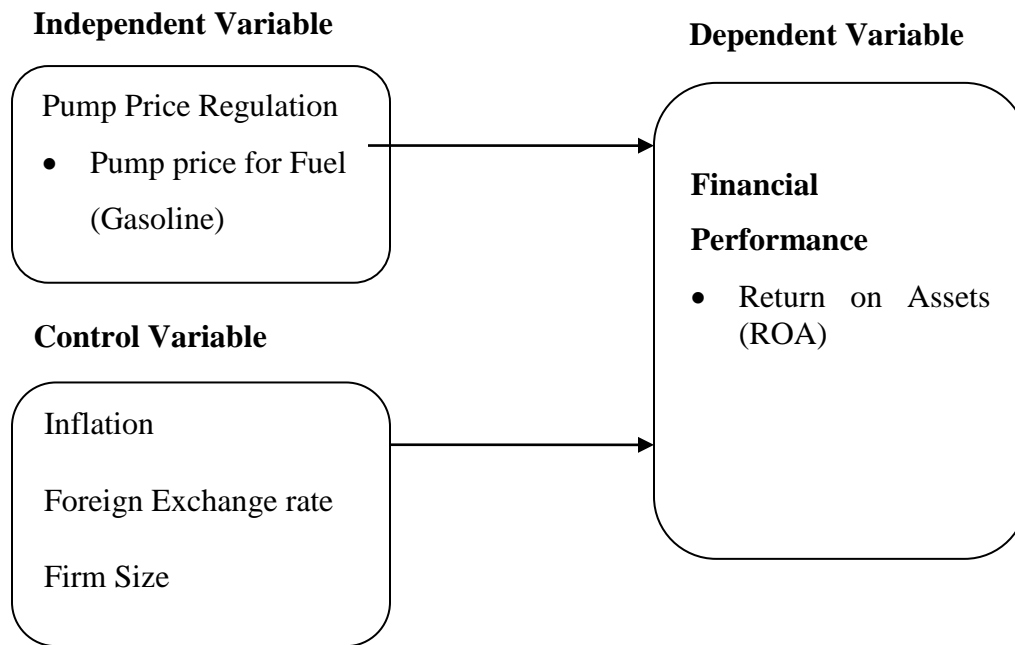 Independent Variable
Pump Price Regulation
• Pump price for Fuel
(Gasoline)
Control Variable
Inflation
Foreign Exchange rate
Firm Size
Dependent Variable
Financial
Performance
• Return on Assets
(ROA)